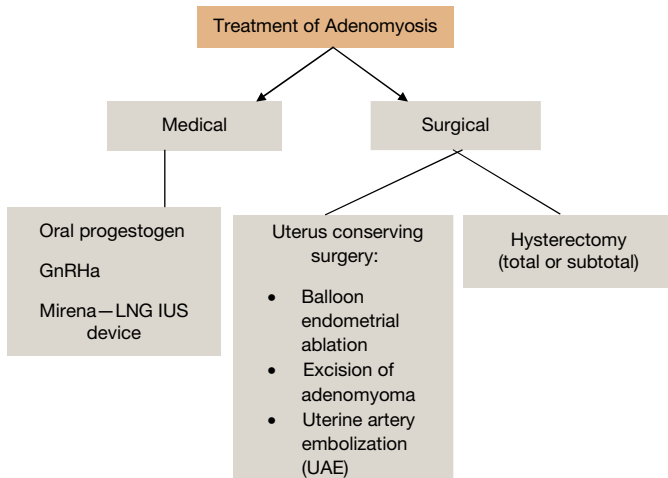 Treatment of Adenomyosis
Medical
Surgical
Oral progestogen
GnRHa
Mirena—LNG IUS
device
Uterus conserving
surgery:
• Balloon
endometrial
ablation
• Excision of
adenomyoma
• Uterine artery
embolization
(UAE)
Hysterectomy
(total or subtotal)